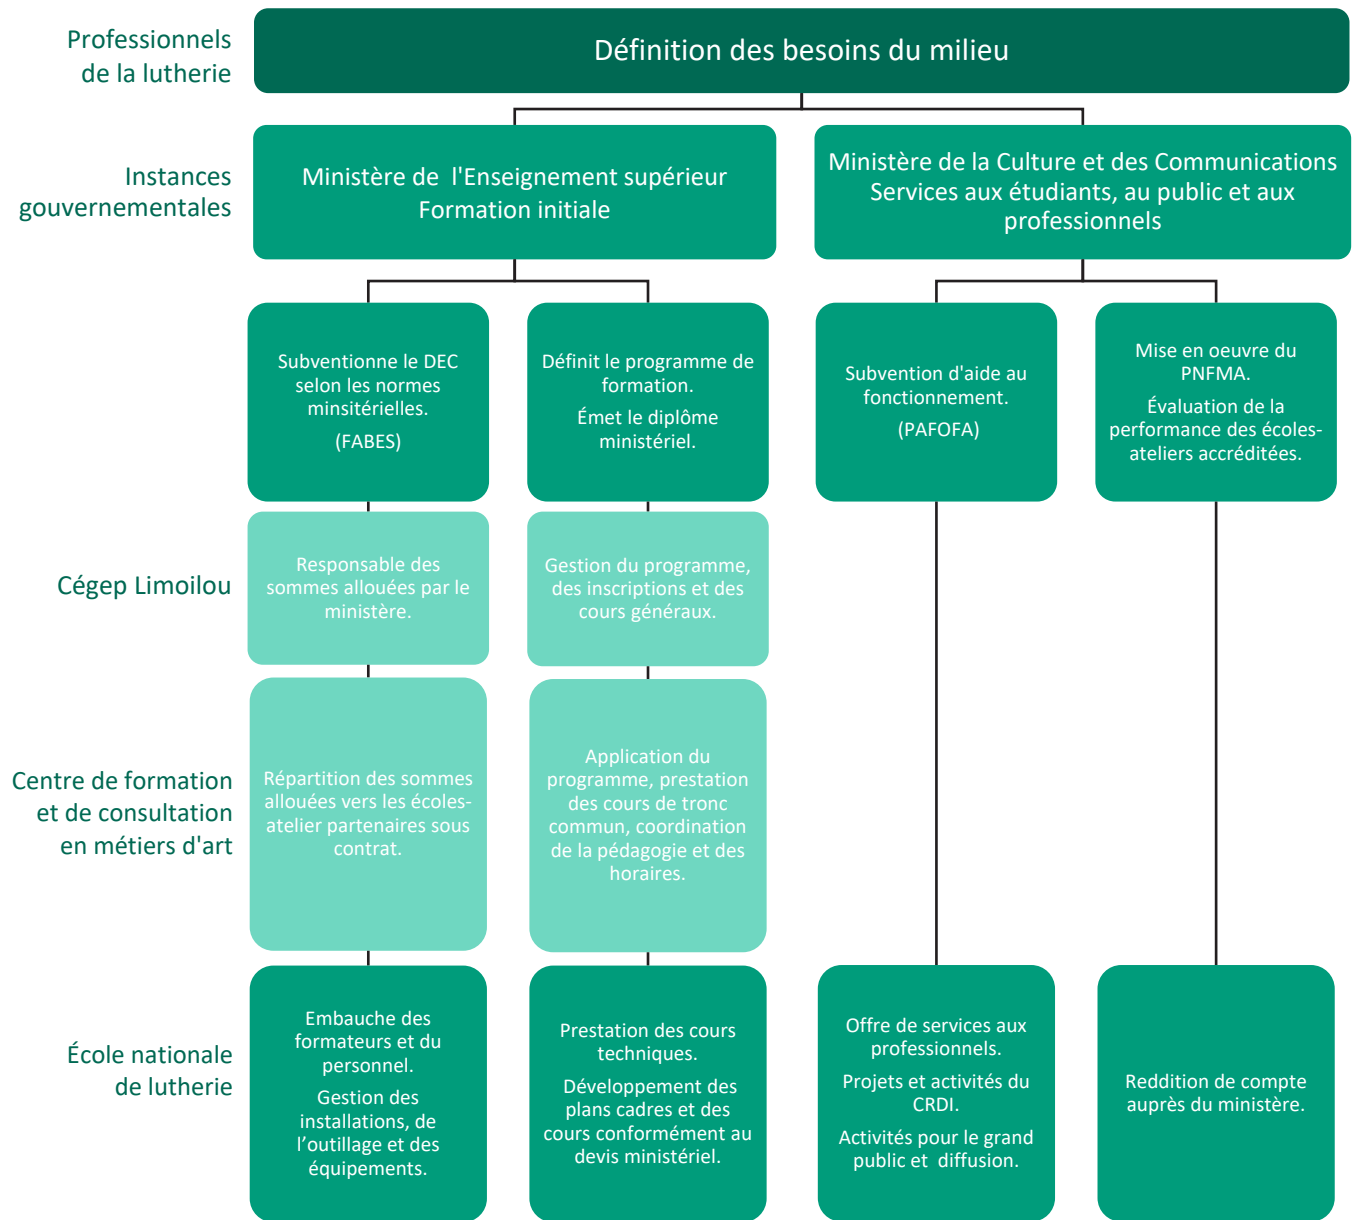 Professionnels
de la lutherie
Définition des besoins du milieu
Instances
gouvernementales
Ministère de  l'Enseignement supérieur
Formation initiale
Ministère de la Culture et des Communications
Services aux étudiants, au public et aux
professionnels
Subventionne le DEC
selon les normes
minsitérielles.
(FABES)
Définit le programme de
formation.
Émet le diplôme
ministériel.
Subvention d'aide au
fonctionnement.
(PAFOFA)
Mise en oeuvre du
PNFMA.
Évaluation de la
performance des écoles-
ateliers accréditées.
Cégep Limoilou
Responsable des
sommes allouées par le
ministère.
Gestion du programme,
des inscriptions et des
cours généraux.
Centre de formation
et de consultation
en métiers d'art
Répartition des sommes
allouées vers les écoles-
atelier partenaires sous
contrat.
Application du
programme, prestation
des cours de tronc
commun, coordination
de la pédagogie et des
horaires.
École nationale
de lutherie
Embauche des
formateurs et du
personnel.
Gestion des
installations, de
l’outillage et des
équipements.
Prestation des cours
techniques.
Développement des
plans cadres et des
cours conformément au
devis ministériel.
Offre de services aux
professionnels.
Projets et activités du
CRDI.
Activités pour le grand
public et  diffusion.
Reddition de compte
auprès du ministère.